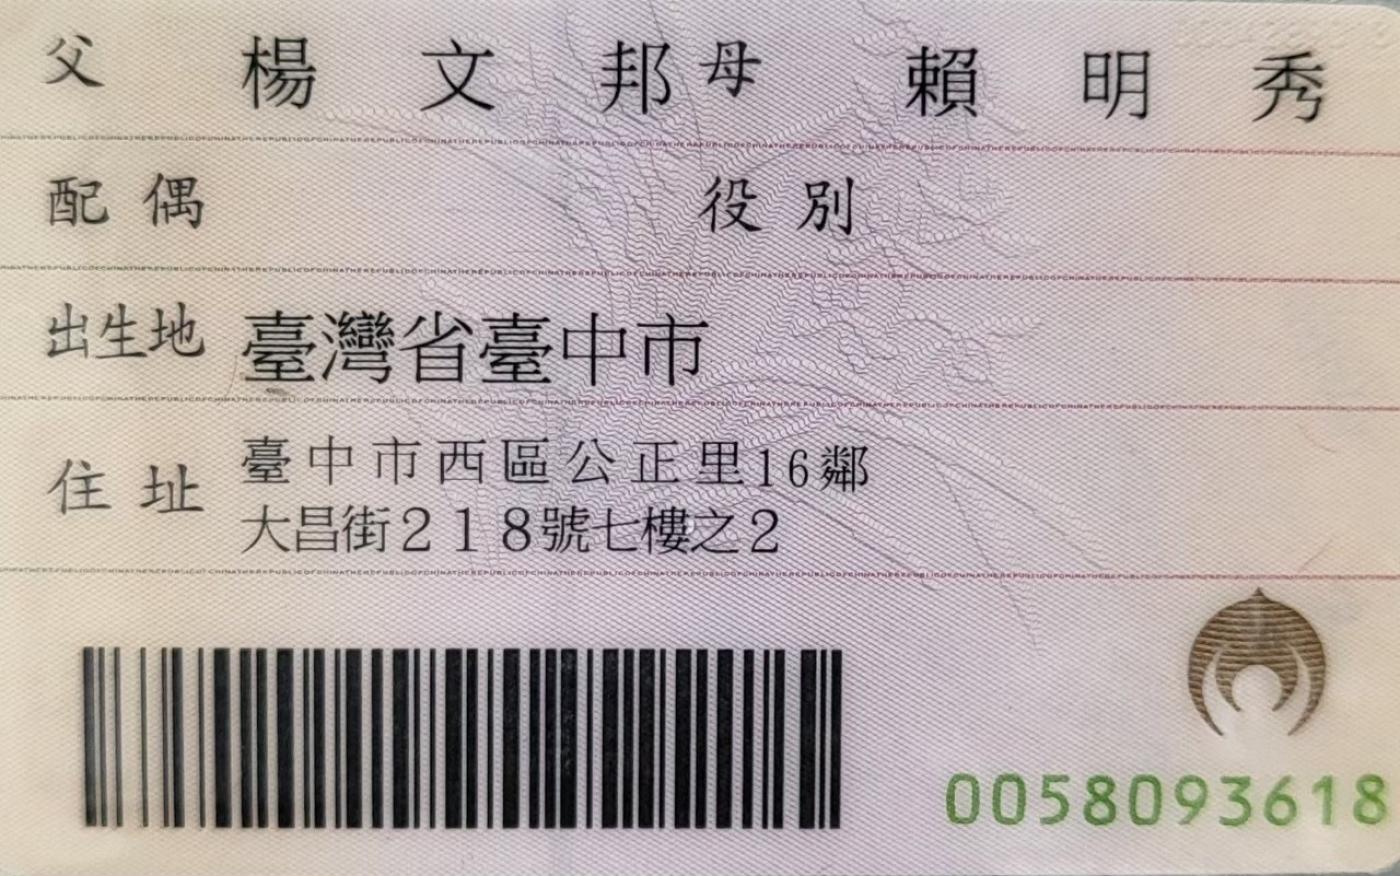 父 楊文邦 母 賴明秀
配偶 役別
出生地 臺灣省臺中市
住址 臺中市西區公正里16鄰
大昌街218號七樓之2
0058093618